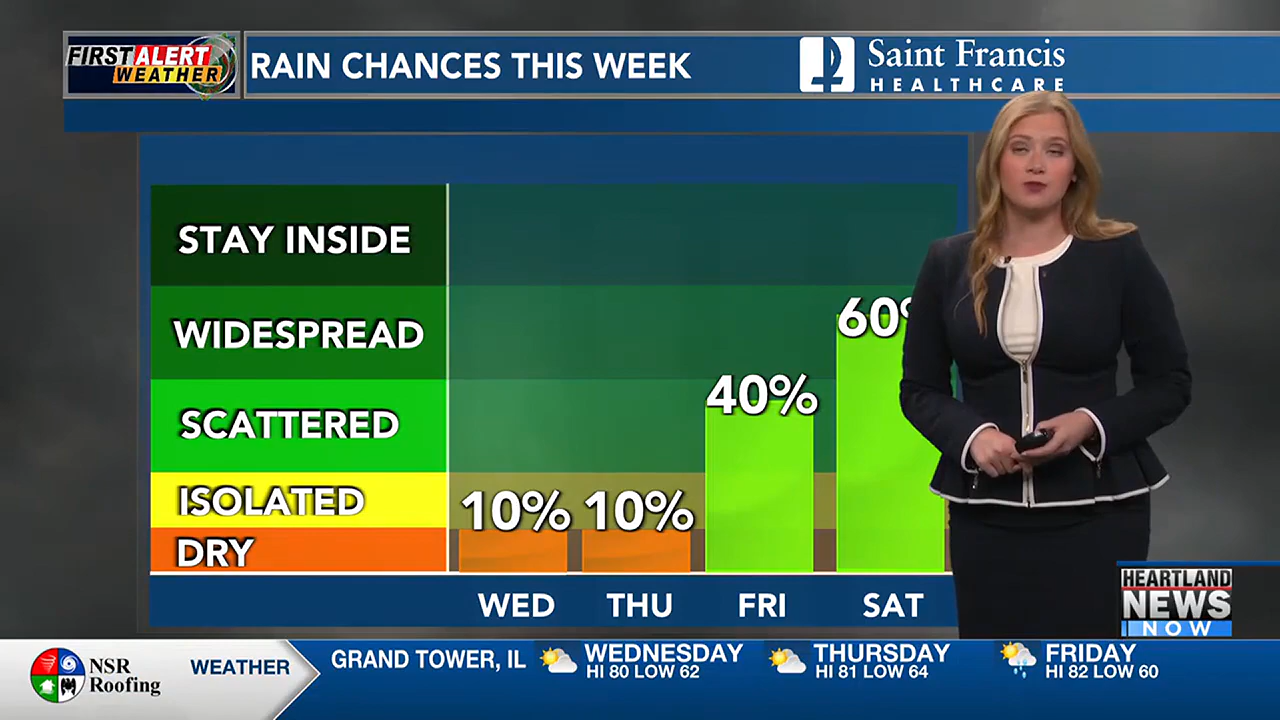 FIRST ALERT
WEATHER
RAIN CHANCES THIS WEEK
Saint Francis
HEALTHCARE
STAY INSIDE
WIDESPREAD
SCATTERED
ISOLATED
DRY
60%
40%
10% 10%
WED THU FRI SAT
HEARTLAND
NEWS
NOW
NSR
Roofing
WEATHER
GRAND TOWER, IL
WEDNESDAY
HI 80 LOW 62
THURSDAY
HI 81 LOW 64
FRIDAY
HI 82 LOW 60